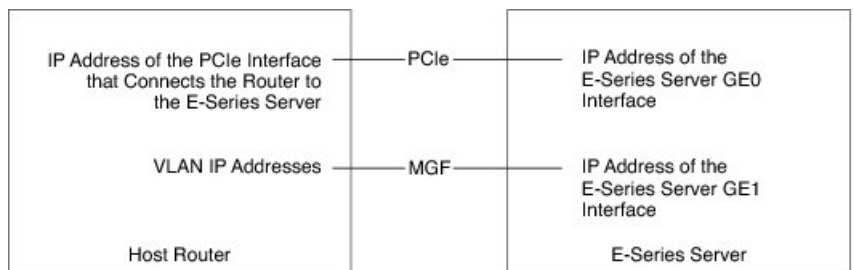 IP Address of the PCIe Interface
that Connects the Router to
the E-Series Server
PCIe
IP Address of the
E-Series Server GE0
Interface
VLAN IP Addresses
MGF
IP Address of the
E-Series Server GE1
Interface
Host Router
E-Series Server